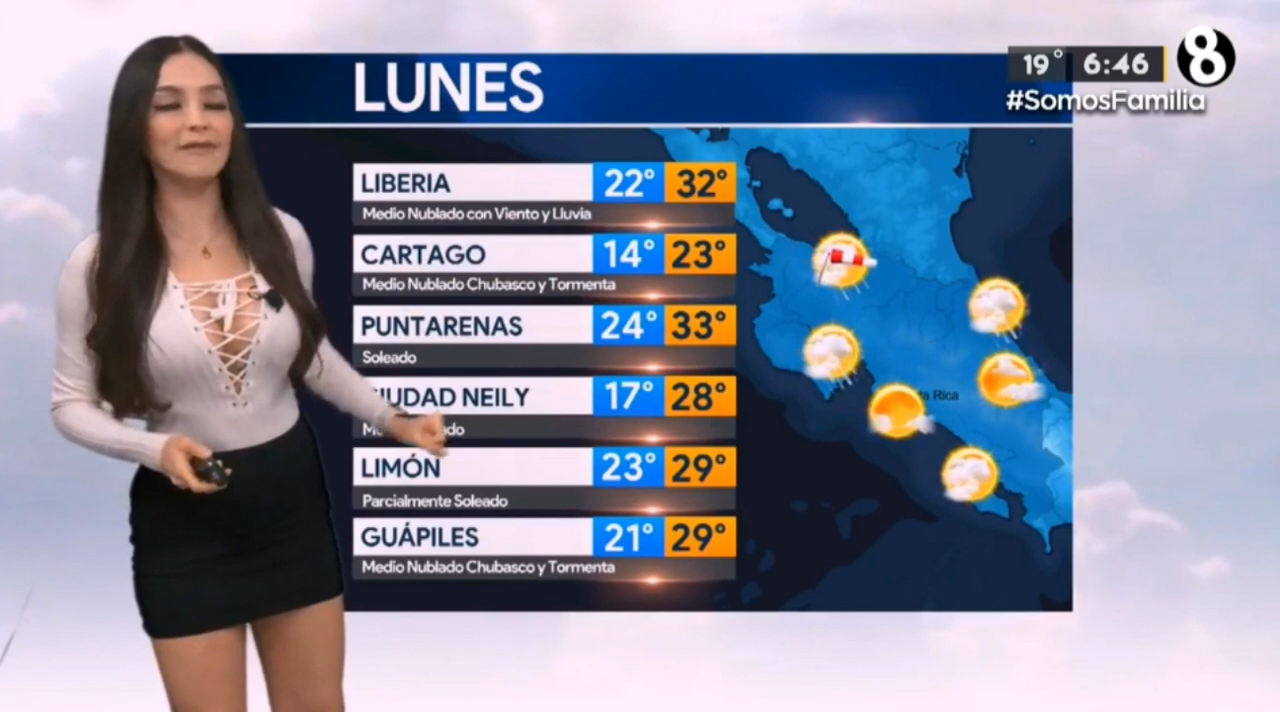 LUNES
19° 6:46 8
#SomosFamilia
LIBERIA 22° 32°
Medio Nublado con Viento y Lluvia
CARTAGO 14° 23°
Medio Nublado Chubasco y Tormenta
PUNTARENAS 24° 33°
Soleado
CIUDAD NEILY 17° 28°
LIMÓN 23° 29°
Parcialmente Soleado
GUÁPILES 21° 29°
Medio Nublado Chubasco y Tormenta
Rica